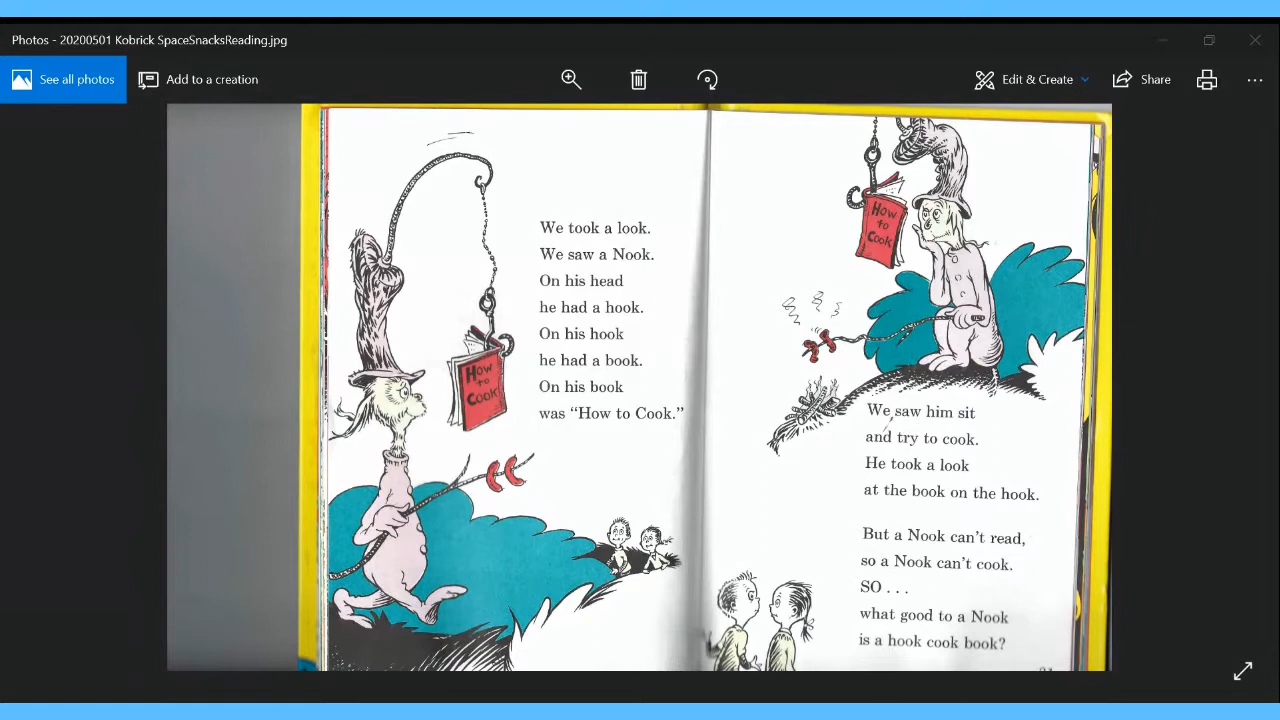 Photos - 20200501 Kobrick SpaceSnacksReading.jpg
See all photos
Add to a creation
Edit & Create
Share
We took a look.
We saw a Nook.
On his head
he had a hook.
On his hook
he had a book.
On his book
was “How to Cook.”
How
to
Cook
How
to
Cook
We saw him sit
and try to cook.
He took a look
at the book on the hook.
But a Nook can’t read,
so a Nook can’t cook.
SO . . .
what good to a Nook
is a hook cook book?